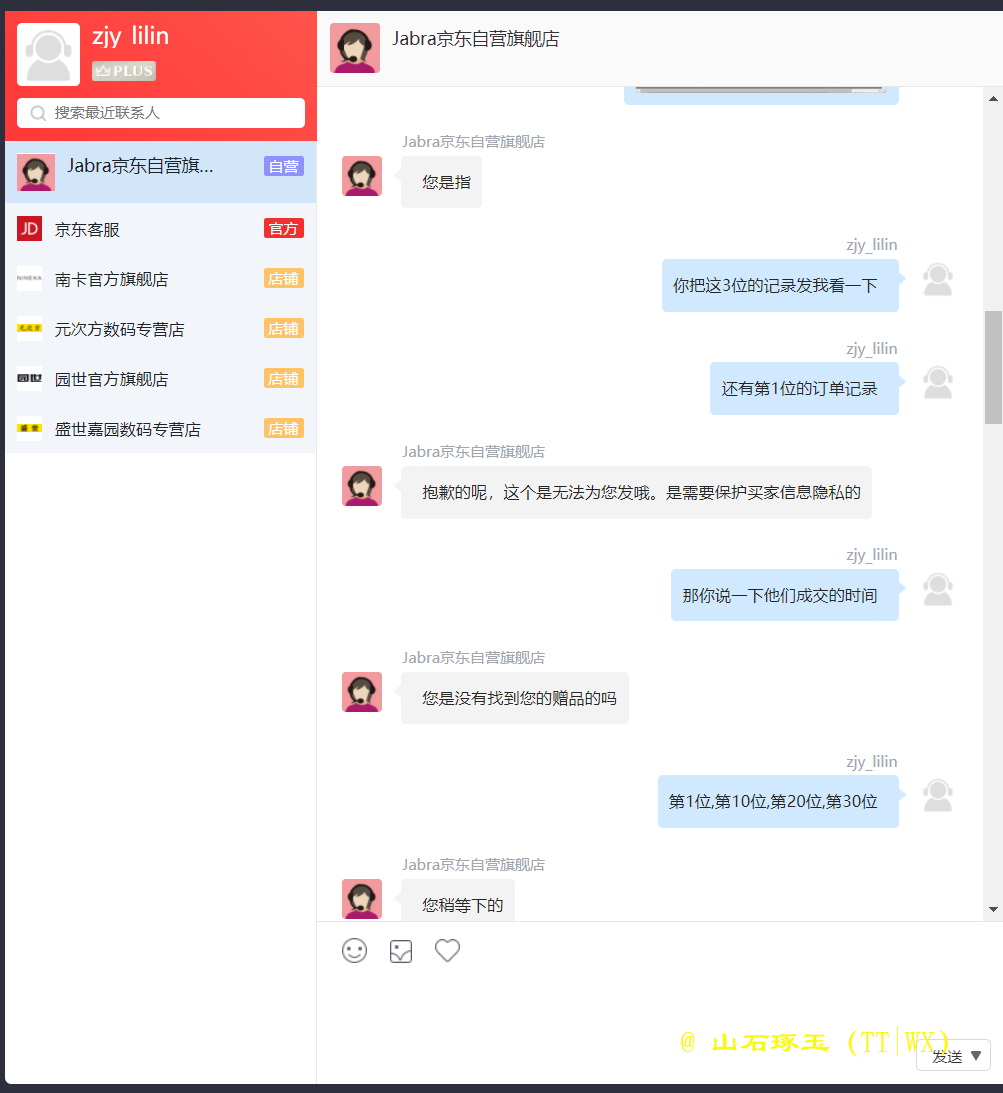 zjy_lilin
PLUS
搜索最近联系人
Jabra京东自营旗...
自营
JD
京东客服
官方
NINEKA
南卡官方旗舰店
店铺
元次方数码专营店
店铺
园世
园世官方旗舰店
店铺
盛世
盛世嘉园数码专营店
店铺
Jabra京东自营旗舰店
Jabra京东自营旗舰店
您是指
zjy_lilin
你把这3位的记录发我看一下
zjy_lilin
还有第1位的订单记录
Jabra京东自营旗舰店
抱歉的呢，这个是无法为您发哦。是需要保护买家信息隐私的
zjy_lilin
那你说一下他们成交的时间
Jabra京东自营旗舰店
您是没有找到您的赠品的吗
zjy_lilin
第1位,第10位,第20位,第30位
Jabra京东自营旗舰店
您稍等下的
@ 山石琢玉 (TT|WX)
发送